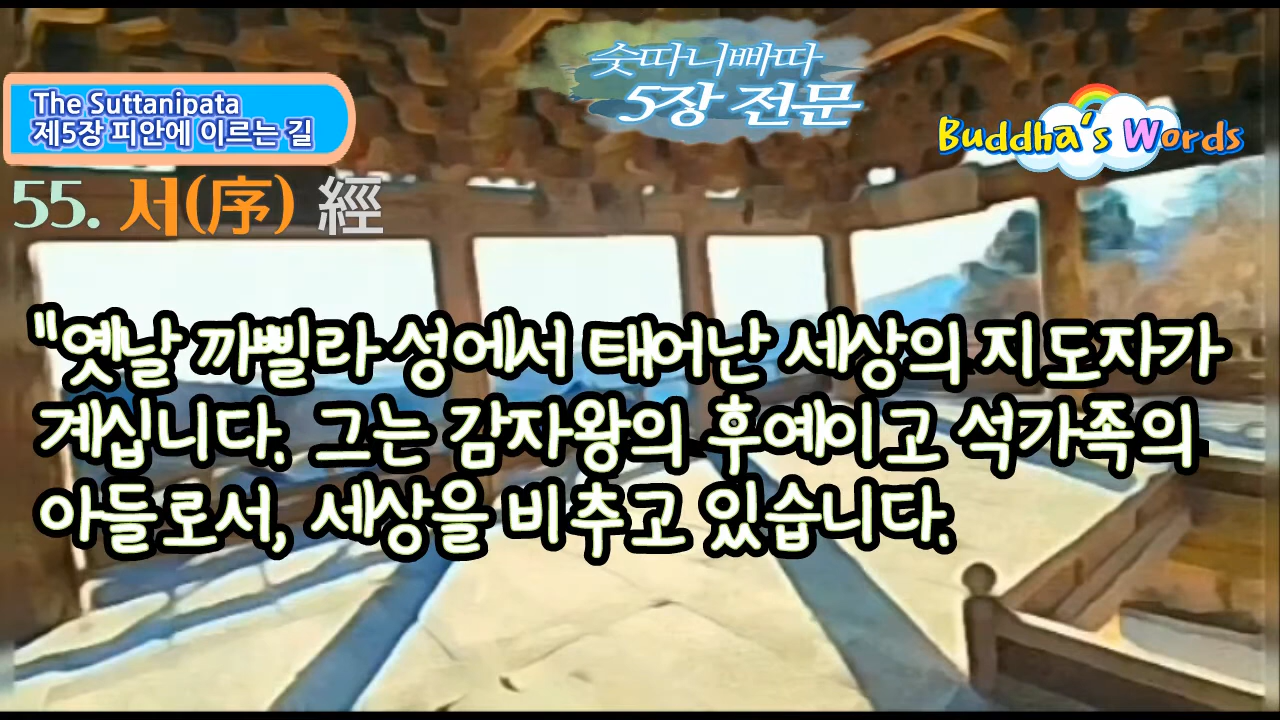 숫따니빠따
5장 전문
The Suttanipata
제5장 피안에 이르는 길
Buddha's Words
55. 서(序) 經
"옛날 까삘라 성에서 태어난 세상의 지도자가
계십니다. 그는 감자왕의 후예이고 석가족의
아들로서, 세상을 비추고 있습니다.